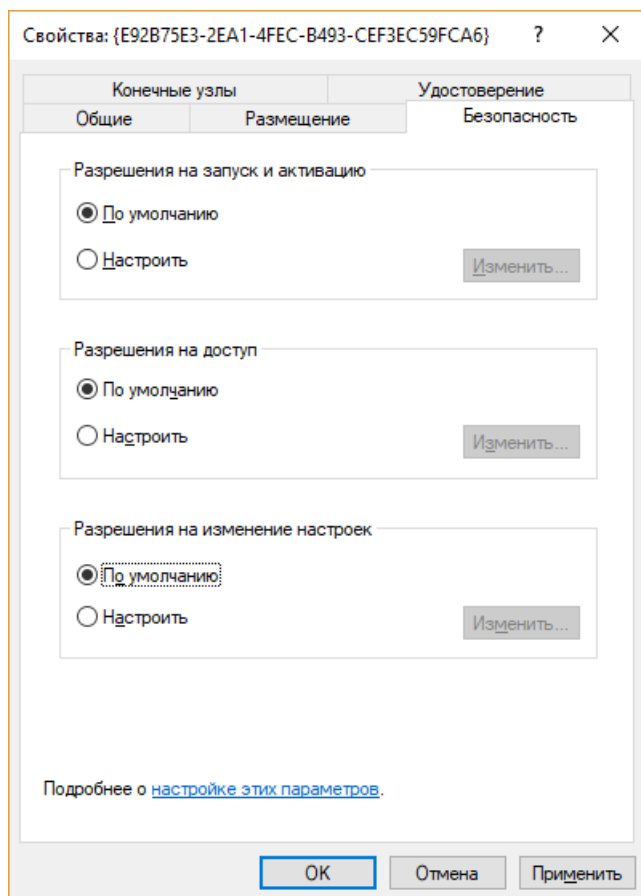 Свойства: {E92B75E3-2EA1-4FEC-B493-CEF3EC59FCA6} ?
Конечные узлы Удостоверение
Общие Размещение Безопасность
Разрешения на запуск и активацию
По умолчанию
Настроить Изменить...
Разрешения на доступ
По умолчанию
Настроить Изменить...
Разрешения на изменение настроек
По умолчанию
Настроить Изменить...
Подробнее о настройке этих параметров.
OK Отмена Применить